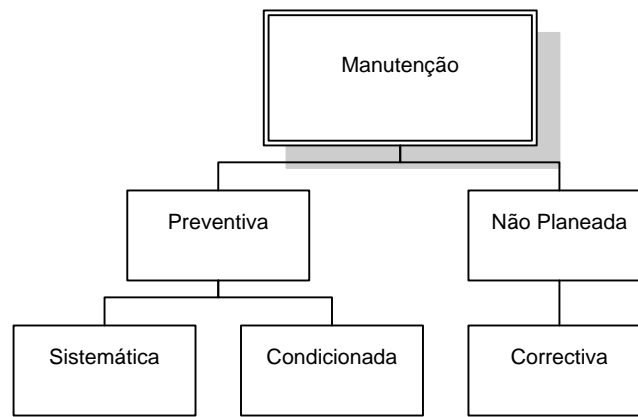 Manutenção
Preventiva
Não Planeada
Sistemática
Condicionada
Correctiva